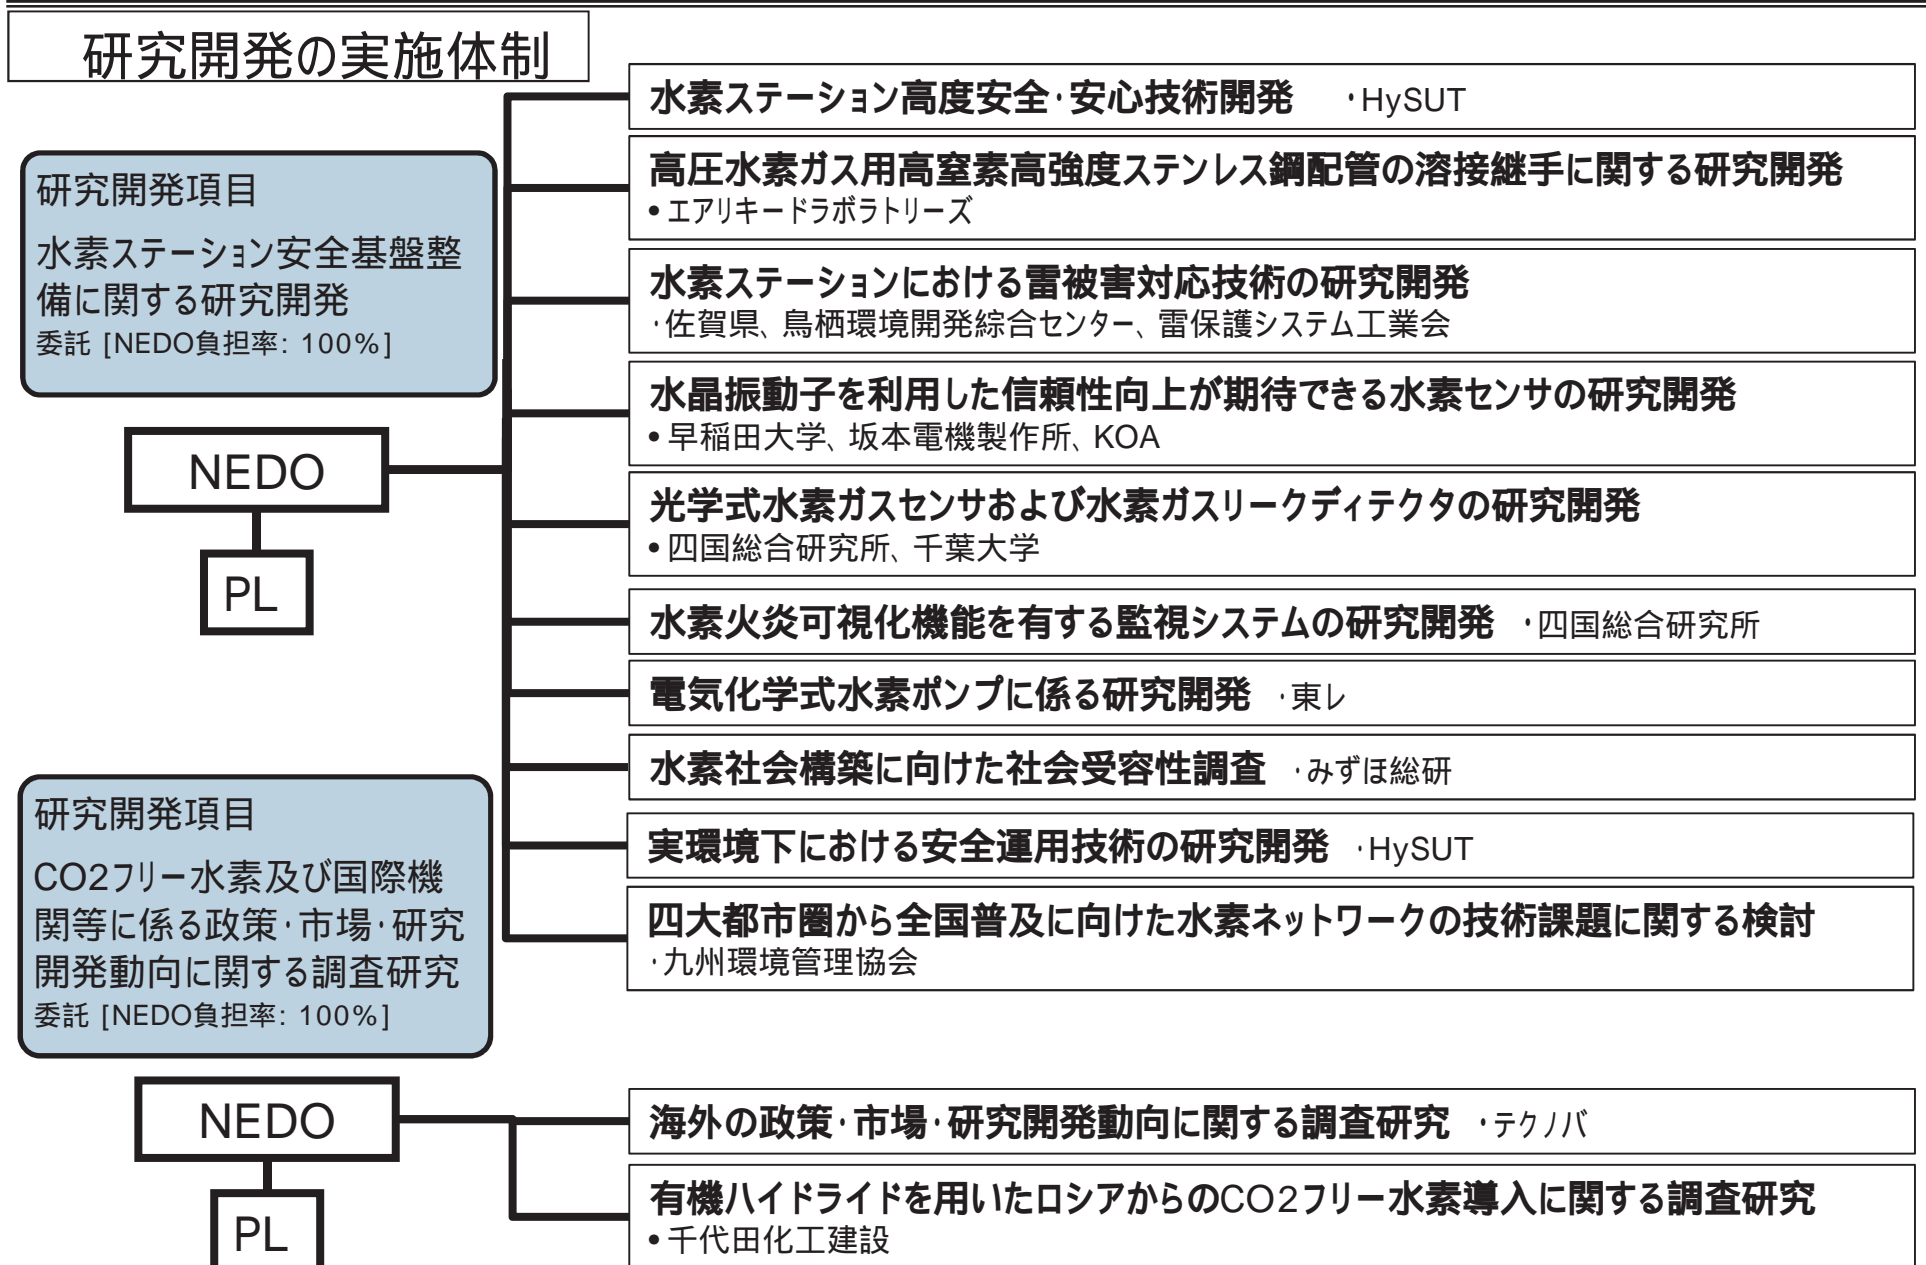 研究開発の実施体制
研究開発項目
水素ステーション安全基盤整
備に関する研究開発
委託 [NEDO負担率: 100%]
NEDO
PL
水素ステーション高度安全・安心技術開発 ・HySUT
高圧水素ガス用高窒素高強度ステンレス鋼配管の溶接継手に関する研究開発
•エアリキードラボラトリーズ
水素ステーションにおける雷被害対応技術の研究開発
・佐賀県、鳥栖環境開発綜合センター、雷保護システム工業会
水晶振動子を利用した信頼性向上が期待できる水素センサの研究開発
•早稲田大学、坂本電機製作所、KOA
光学式水素ガスセンサおよび水素ガスリークディテクタの研究開発
•四国総合研究所、千葉大学
水素火炎可視化機能を有する監視システムの研究開発 ・四国総合研究所
電気化学式水素ポンプに係る研究開発 ・東レ
水素社会構築に向けた社会受容性調査 ・みずほ総研
実環境下における安全運用技術の研究開発 ・HySUT
四大都市圏から全国普及に向けた水素ネットワークの技術課題に関する検討
・九州環境管理協会
研究開発項目
CO2フリー水素及び国際機
関等に係る政策・市場・研究
開発動向に関する調査研究
委託 [NEDO負担率: 100%]
NEDO
PL
海外の政策・市場・研究開発動向に関する調査研究 ・テクノバ
有機ハイドライドを用いたロシアからのCO2フリー水素導入に関する調査研究
•千代田化工建設